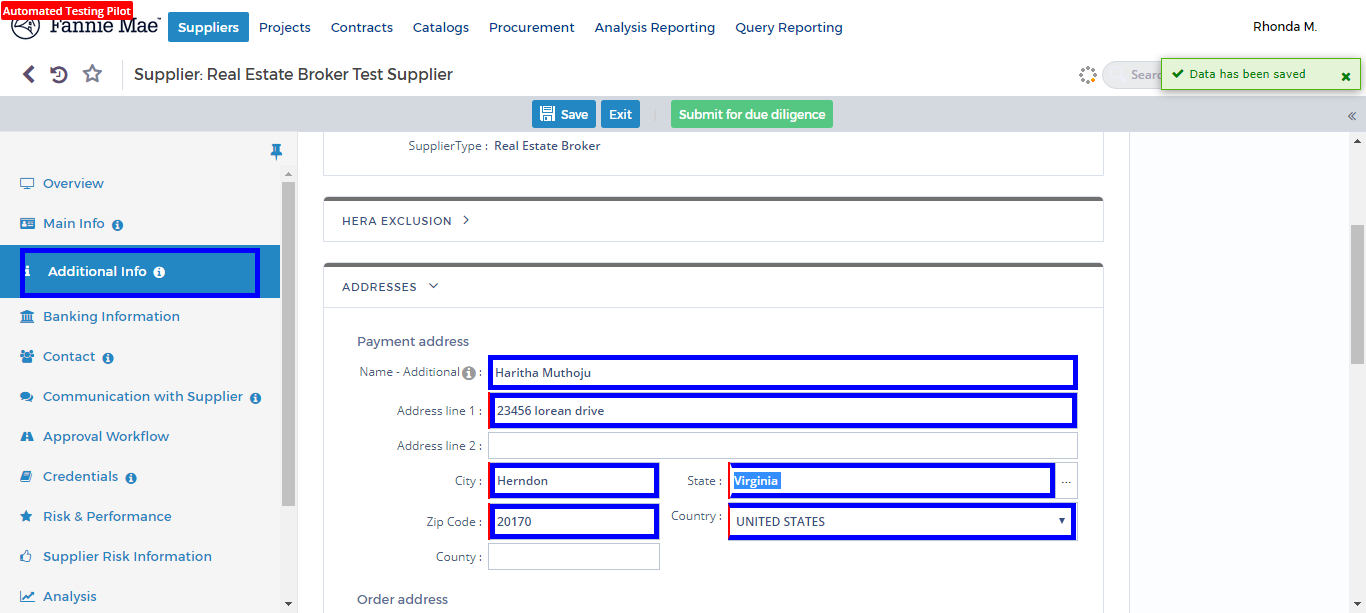 Automated Testing Pilot
Fannie Mae
Suppliers Projects Contracts Catalogs Procurement Analysis Reporting Query Reporting
Rhonda M.
Supplier: Real Estate Broker Test Supplier
Searc
Data has been saved
Save Exit Submit for due diligence
Overview
Main Info
Additional Info
Banking Information
Contact
Communication with Supplier
Approval Workflow
Credentials
Risk & Performance
Supplier Risk Information
Analysis
SupplierType : Real Estate Broker
HERA EXCLUSION
ADDRESSES
Payment address
Name - Additional : Haritha Muthoju
Address line 1 : 23456 lorean drive
Address line 2 :
City : Herndon State : Virginia ...
Zip Code : 20170 Country : UNITED STATES
County :
Order address